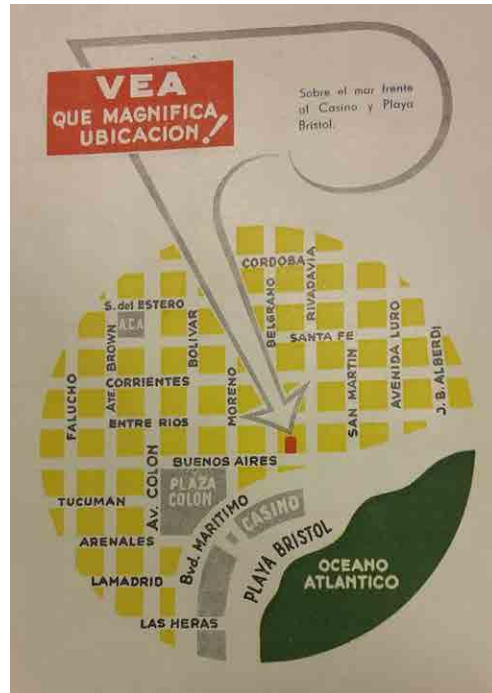 VEA
QUE MAGNIFICA
UBICACION!
Sobre el mar frente
al Casino y Playa
Bristol.
CORDOBA
BELGRANO
RIVADAVIA
S. del ESTERO
A.C.A
Ate. BROWN
BOLIVAR
SANTA FE
AVENIDA LURO
J. B. ALBERDI
FALUCHO
CORRIENTES
MORENO
SAN MARTIN
ENTRE RIOS
BUENOS AIRES
Av. COLON
PLAZA
COLON
TUCUMAN
CASINO
Bvd. MARITIMO
ARENALES
PLAYA BRISTOL
OCEANO
ATLANTICO
LAMADRID
LAS HERAS